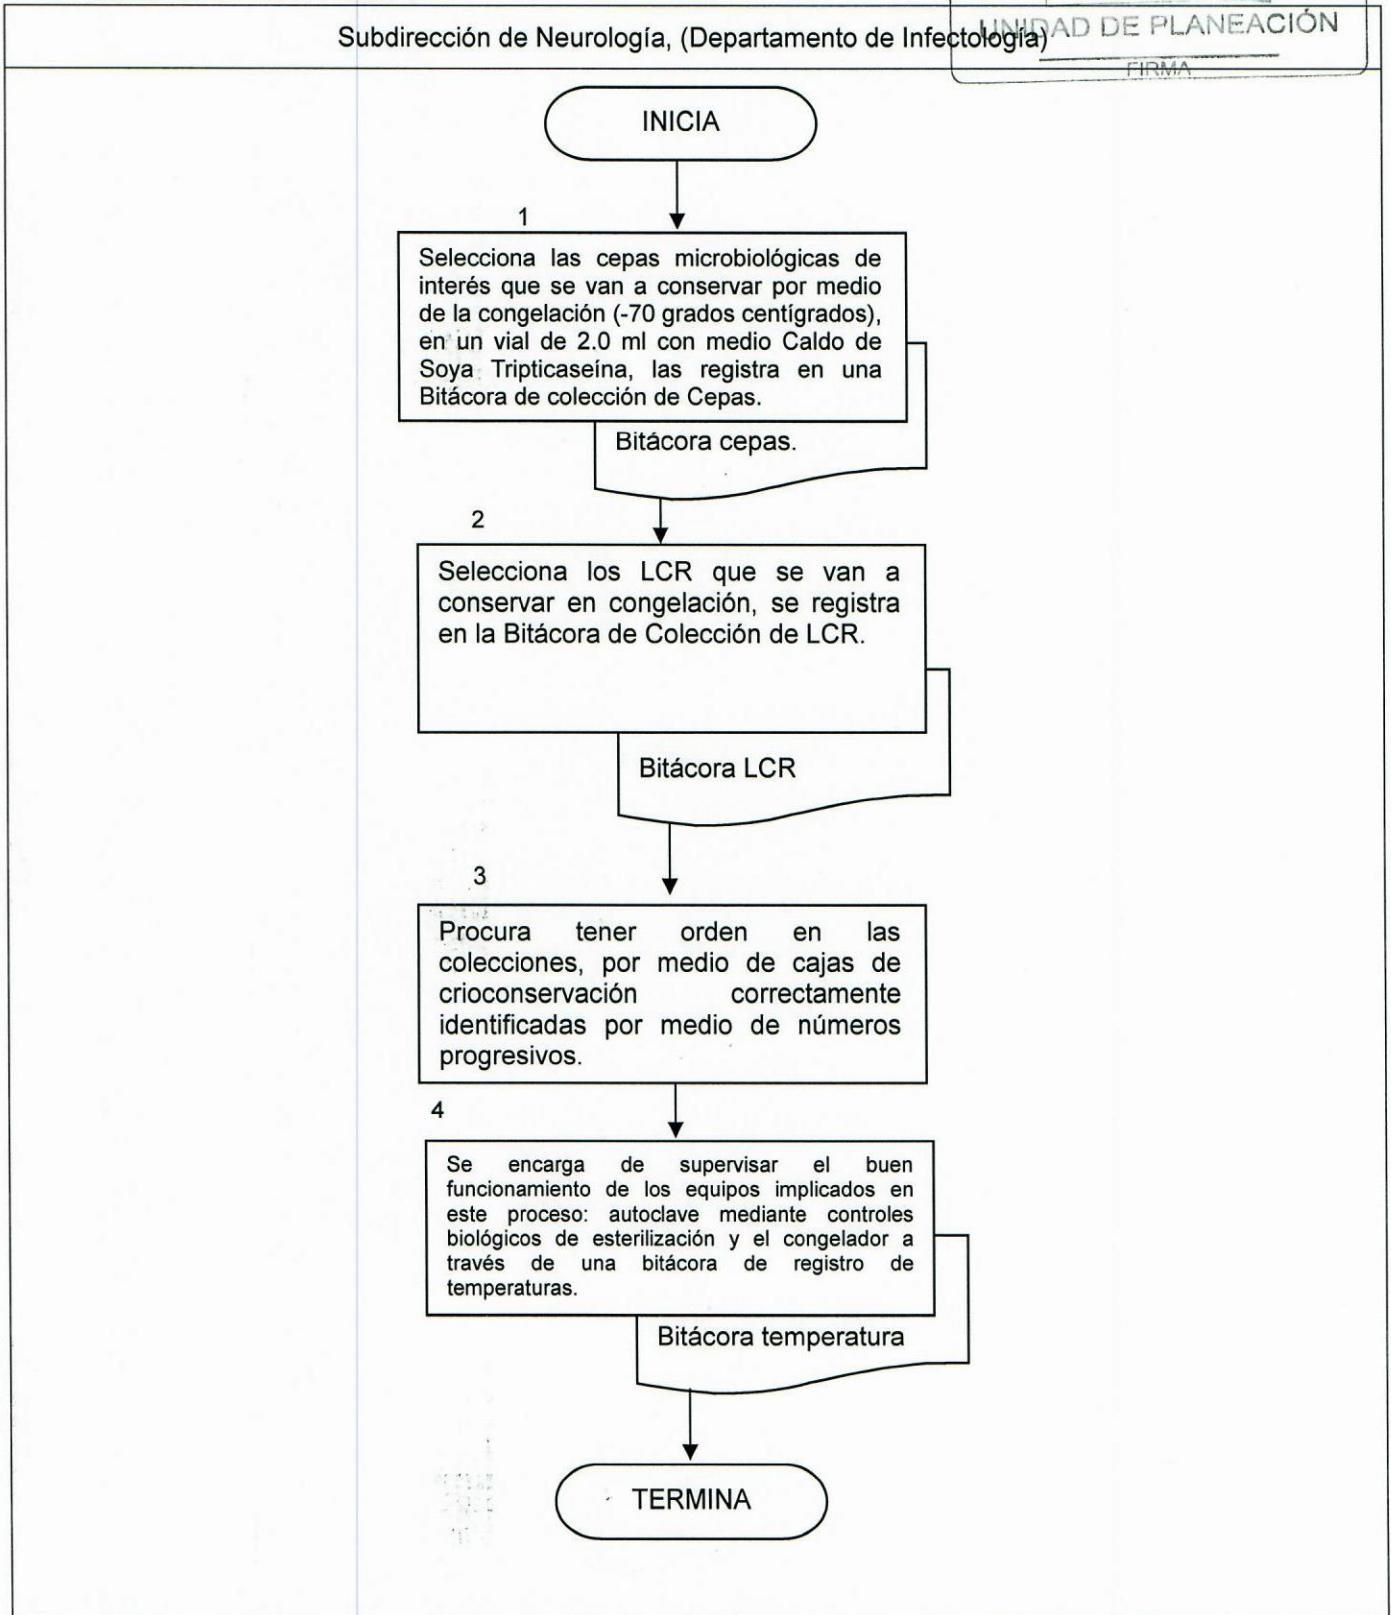 UNIDAD DE PLANEACIÓN
Subdirección de Neurología, (Departamento de Infectología)
FIRMA
INICIA
1
Selecciona las cepas microbiológicas de
interés que se van a conservar por medio
de la congelación (-70 grados centígrados),
en un vial de 2.0 ml con medio Caldo de
Soya Tripticaseína, las registra en una
Bitácora de colección de Cepas.
Bitácora cepas.
2
Selecciona los LCR que se van a
conservar en congelación, se registra
en la Bitácora de Colección de LCR.
Bitácora LCR
3
Procura tener orden en las
colecciones, por medio de cajas de
crioconservación correctamente
identificadas por medio de números
progresivos.
4
Se encarga de supervisar el buen
funcionamiento de los equipos implicados en
este proceso: autoclave mediante controles
biológicos de esterilización y el congelador a
través de una bitácora de registro de
temperaturas.
Bitácora temperatura
TERMINA